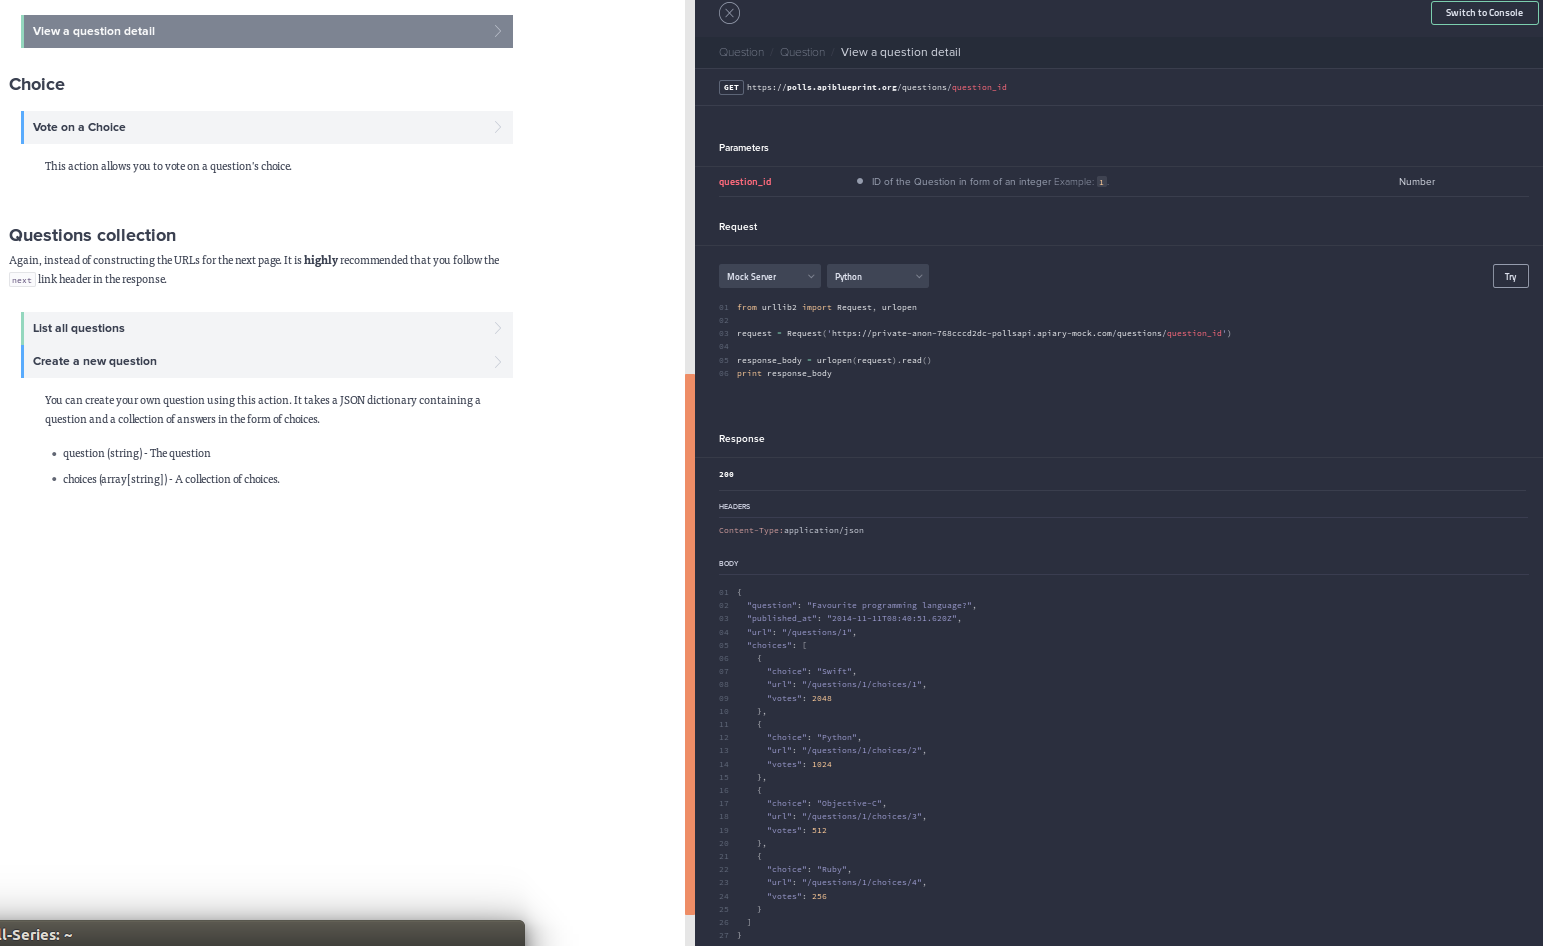 View a question detail
Choice
Vote on a Choice
This action allows you to vote on a question's choice.
Questions collection
Again, instead of constructing the URLs for the next page. It is highly recommended that you follow the
next link header in the response.
List all questions
Create a new question
You can create your own question using this action. It takes a JSON dictionary containing a
question and a collection of answers in the form of choices.
• question (string) - The question
• choices (array[string]) - A collection of choices.
ll-Series: ~
Switch to Console
Question / Question / View a question detail
GET https://polls.apiblueprint.org/questions/question_id
Parameters
question_id ID of the Question in form of an integer Example: 1. Number
Request
Mock Server Python Try
01 from urllib2 import Request, urlopen
02
03 request = Request('https://private-anon-768cccd2dc-pollsapi.apiary-mock.com/questions/question_id')
04
05 response_body = urlopen(request).read()
06 print response_body
Response
200
HEADERS
Content-Type:application/json
BODY
01 {
02   "question": "Favourite programming language?",
03   "published_at": "2014-11-11T08:40:51.620Z",
04   "url": "/questions/1",
05   "choices": [
06     {
07       "choice": "Swift",
08       "url": "/questions/1/choices/1",
09       "votes": 2048
10     },
11     {
12       "choice": "Python",
13       "url": "/questions/1/choices/2",
14       "votes": 1024
15     },
16     {
17       "choice": "Objective-C",
18       "url": "/questions/1/choices/3",
19       "votes": 512
20     },
21     {
22       "choice": "Ruby",
23       "url": "/questions/1/choices/4",
24       "votes": 256
25     }
26   ]
27 }